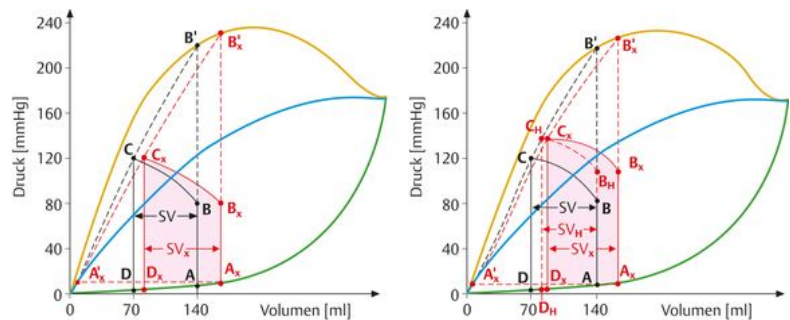 Druck [mmHg]
240
200
160
120
80
40
0
B'
B'x
C
Cx
B
Bx
SV
SVx
A'x
D
Dx
A
Ax
0
70
140
Volumen [ml]
Druck [mmHg]
240
200
160
120
80
40
0
B'
B'x
CH
Cx
C
Bx
BH
B
SV
SVH
SVx
A'x
D
Dx
A
Ax
0
70
DH
140
Volumen [ml]